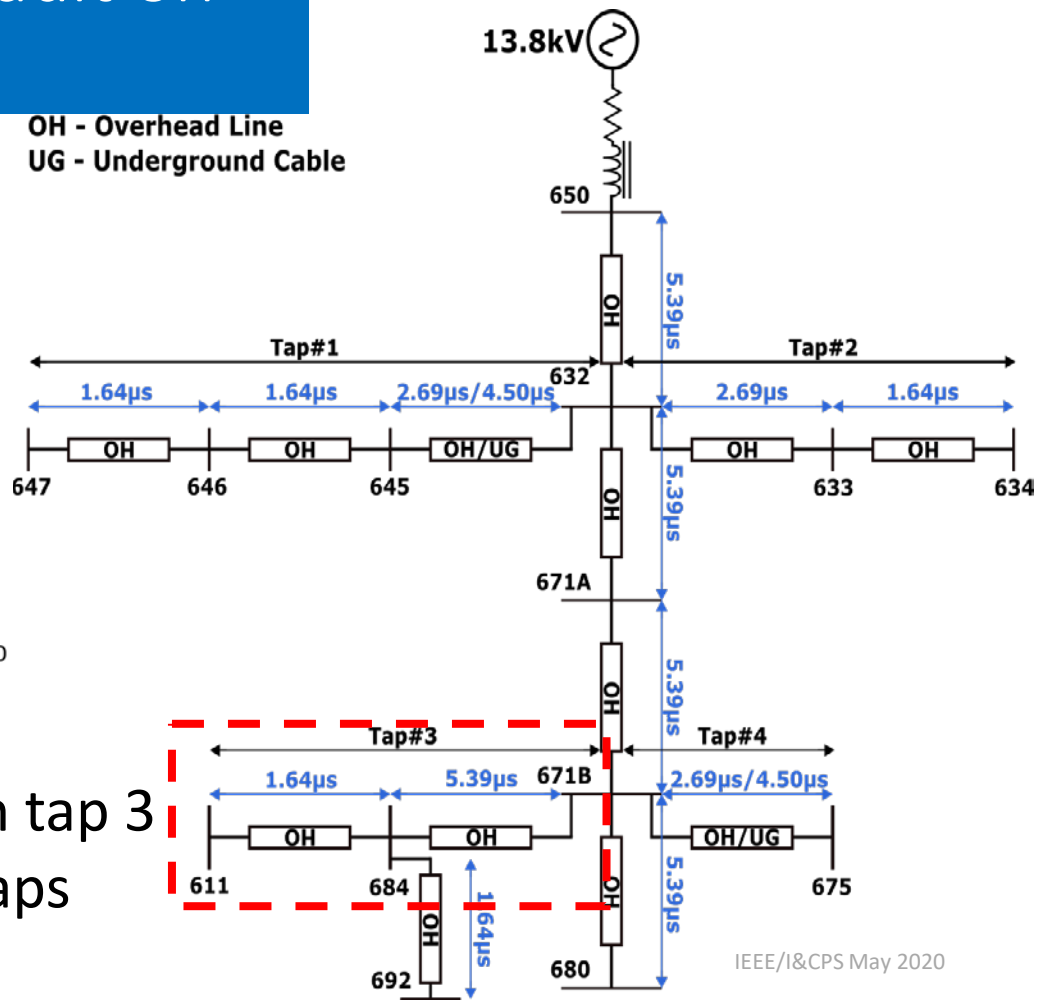 13.8kV
OH - Overhead Line
UG - Underground Cable
650
OH
5.39µs
Tap#1
Tap#2
632
1.64µs
1.64µs
2.69µs/4.50µs
2.69µs
1.64µs
OH
OH
OH/UG
OH
OH
OH
5.39µs
647
646
645
633
634
671A
OH
5.39µs
Tap#3
Tap#4
1.64µs
5.39µs
671B
2.69µs/4.50µs
tap 3
OH
OH
OH/UG
611
684
OH
5.39µs
675
OH
1.64µs
692
680
IEEE/I&CPS May 2020